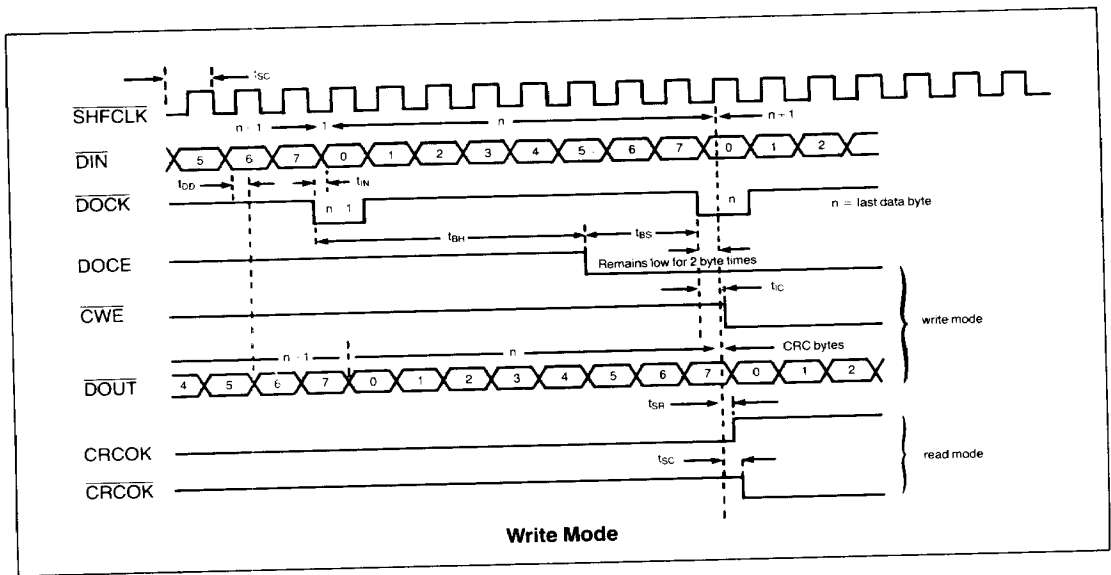 tSC
SHFCLK
n - 1 1 n n + 1
DIN 5 6 7 0 1 2 3 4 5 6 7 0 1 2
tDD tIN
DOCK n - 1 n n = last data byte
tBH tBS
DOCE Remains low for 2 byte times
tIC
CWE write mode
n - 1 n CRC bytes
DOUT 4 5 6 7 0 1 2 3 4 5 6 7 0 1 2
tSR
CRCOK
tSC read mode
CRCOK
Write Mode